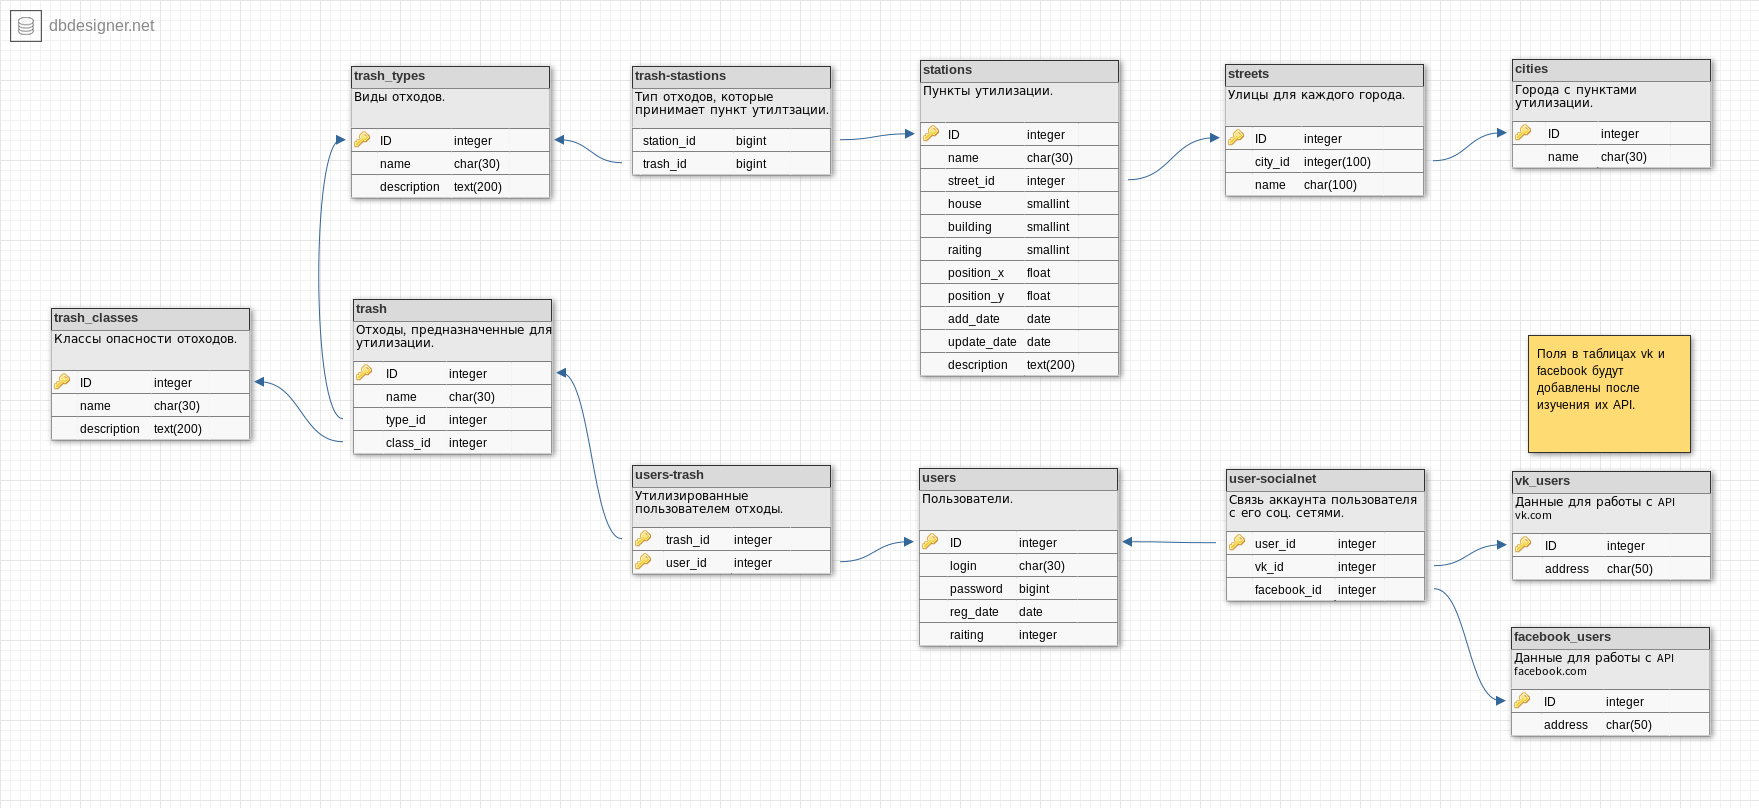 dbdesigner.net
trash_types
Виды отходов.
ID integer
name char(30)
description text(200)
trash-stastions
Тип отходов, которые
принимает пункт утилтзации.
station_id bigint
trash_id bigint
stations
Пункты утилизации.
ID integer
name char(30)
street_id integer
house smallint
building smallint
raiting smallint
position_x float
position_y float
add_date date
update_date date
description text(200)
streets
Улицы для каждого города.
ID integer
city_id integer(100)
name char(100)
cities
Города с пунктами
утилизации.
ID integer
name char(30)
trash_classes
Классы опасности отоходов.
ID integer
name char(30)
description text(200)
trash
Отходы, предназначенные для
утилизации.
ID integer
name char(30)
type_id integer
class_id integer
Поля в таблицах vk и
facebook будут
добавлены после
изучения их API.
users-trash
Утилизированные
пользователем отходы.
trash_id integer
user_id integer
users
Пользователи.
ID integer
login char(30)
password bigint
reg_date date
raiting integer
user-socialnet
Связь аккаунта пользователя
с его соц. сетями.
user_id integer
vk_id integer
facebook_id integer
vk_users
Данные для работы с API
vk.com
ID integer
address char(50)
facebook_users
Данные для работы с API
facebook.com
ID integer
address char(50)